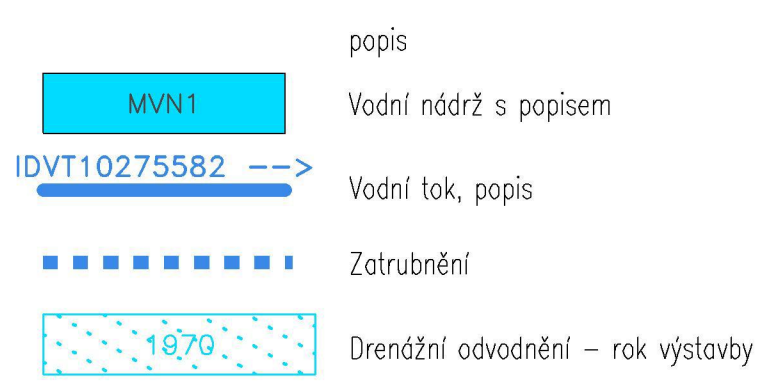 popis
MVN1 Vodní nádrž s popisem
IDVT10275582 -->
Vodní tok, popis
Zatrubnění
1970 Drenážní odvodnění – rok výstavby